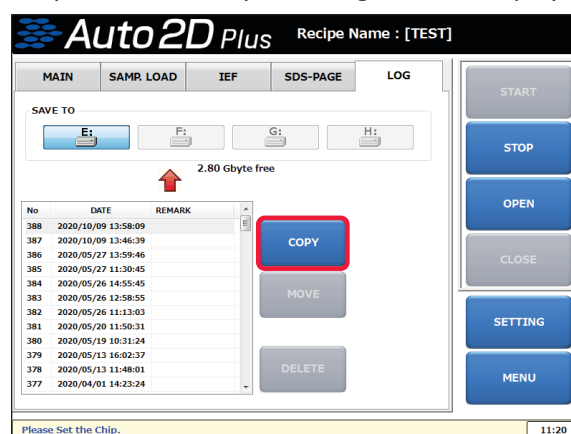 Auto2D Plus Recipe Name : [TEST]
MAIN SAMP. LOAD IEF SDS-PAGE LOG
SAVE TO
E: F: G: H:
2.80 Gbyte free
No DATE REMARK
388 2020/10/09 13:58:09
387 2020/10/09 13:46:39
386 2020/05/27 13:59:46
385 2020/05/27 11:30:45
384 2020/05/26 14:55:45
383 2020/05/26 12:58:55
382 2020/05/26 11:13:03
381 2020/05/20 11:50:31
380 2020/05/19 10:31:24
379 2020/05/13 16:02:37
378 2020/05/13 11:48:01
377 2020/04/01 14:23:24
COPY
MOVE
DELETE
START
STOP
OPEN
CLOSE
SETTING
MENU
Please Set the Chip. 11:20